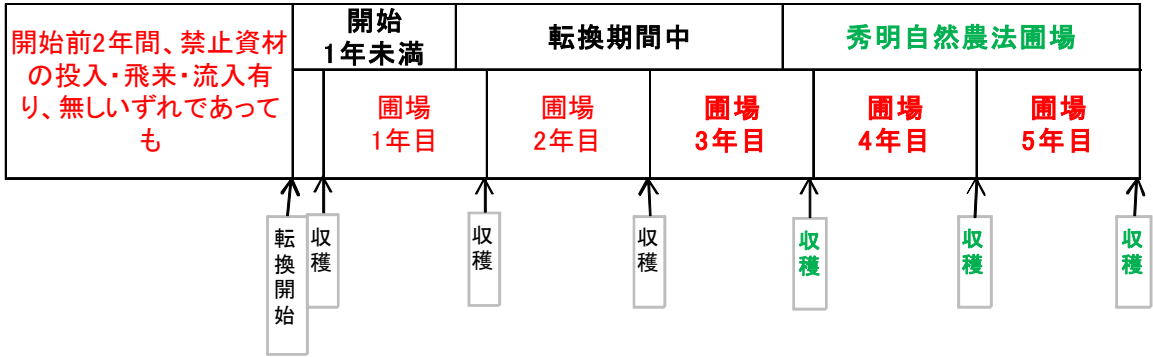 開始前2年間、禁止資材
の投入・飛来・流入有
り、無しいずれであって
も
開始
1年未満
転換期間中
秀明自然農法圃場
圃場
1年目
圃場
2年目
圃場
3年目
圃場
4年目
圃場
5年目
転換開始
収穫
収穫
収穫
収穫
収穫
収穫